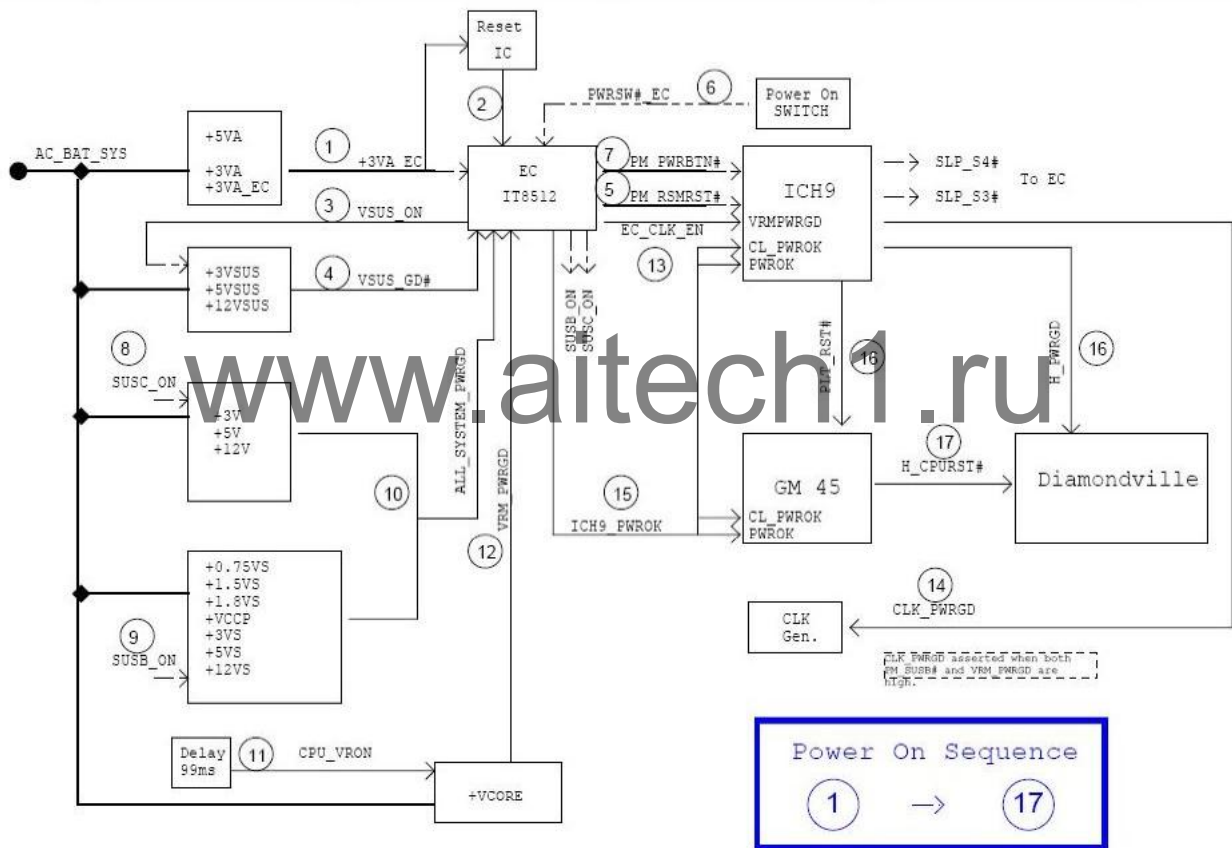 Reset
IC
2
PWRSW#_EC
6
Power On
SWITCH
AC_BAT_SYS
+5VA
+3VA
+3VA_EC
1
+3VA_EC
EC
IT8512
7
PM_PWRBTN#
5
PM_RSMRST#
EC_CLK_EN
13
ICH9
VRMPWRGD
CL_PWROK
PWROK
SLP_S4#
SLP_S3#
To EC
3
VSUS_ON
+3VSUS
+5VSUS
+12VSUS
4
VSUS_GD#
SUSB_ON
SUSC_ON
8
SUSC_ON
+3V
+5V
+12V
www.aitech1.ru
ALL_SYSTEM_PWRGD
PLT_RST#
16
H_PWRGD
16
10
12
VRM_PWRGD
15
ICH9_PWROK
GM 45
CL_PWROK
PWROK
17
H_CPURST#
Diamondville
+0.75VS
+1.5VS
+1.8VS
+VCCP
+3VS
+5VS
+12VS
9
SUSB_ON
CLK
Gen.
14
CLK_PWRGD
CLK_PWRGD asserted when both
PM_SUSB# and VRM_PWRGD are
high.
Delay
99ms
11
CPU_VRON
+VCORE
Power On Sequence
1
17